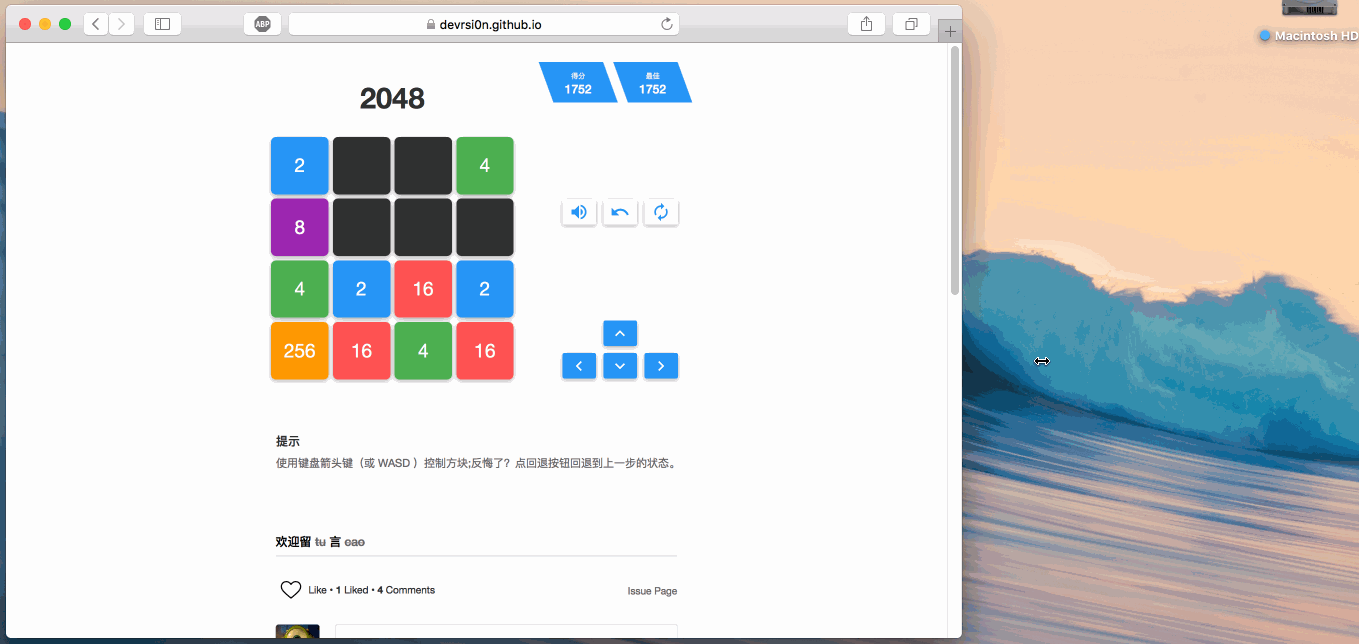 ABP
devrsi0n.github.io
Macintosh HD
得分
1752
最佳
1752
2048
2
4
8
4
2
16
2
256
16
4
16
提示
使用键盘箭头键（或 WASD ）控制方块;反悔了？点回退按钮回退到上一步的状态。
欢迎留 tu 言 cao
Like • 1 Liked • 4 Comments
Issue Page